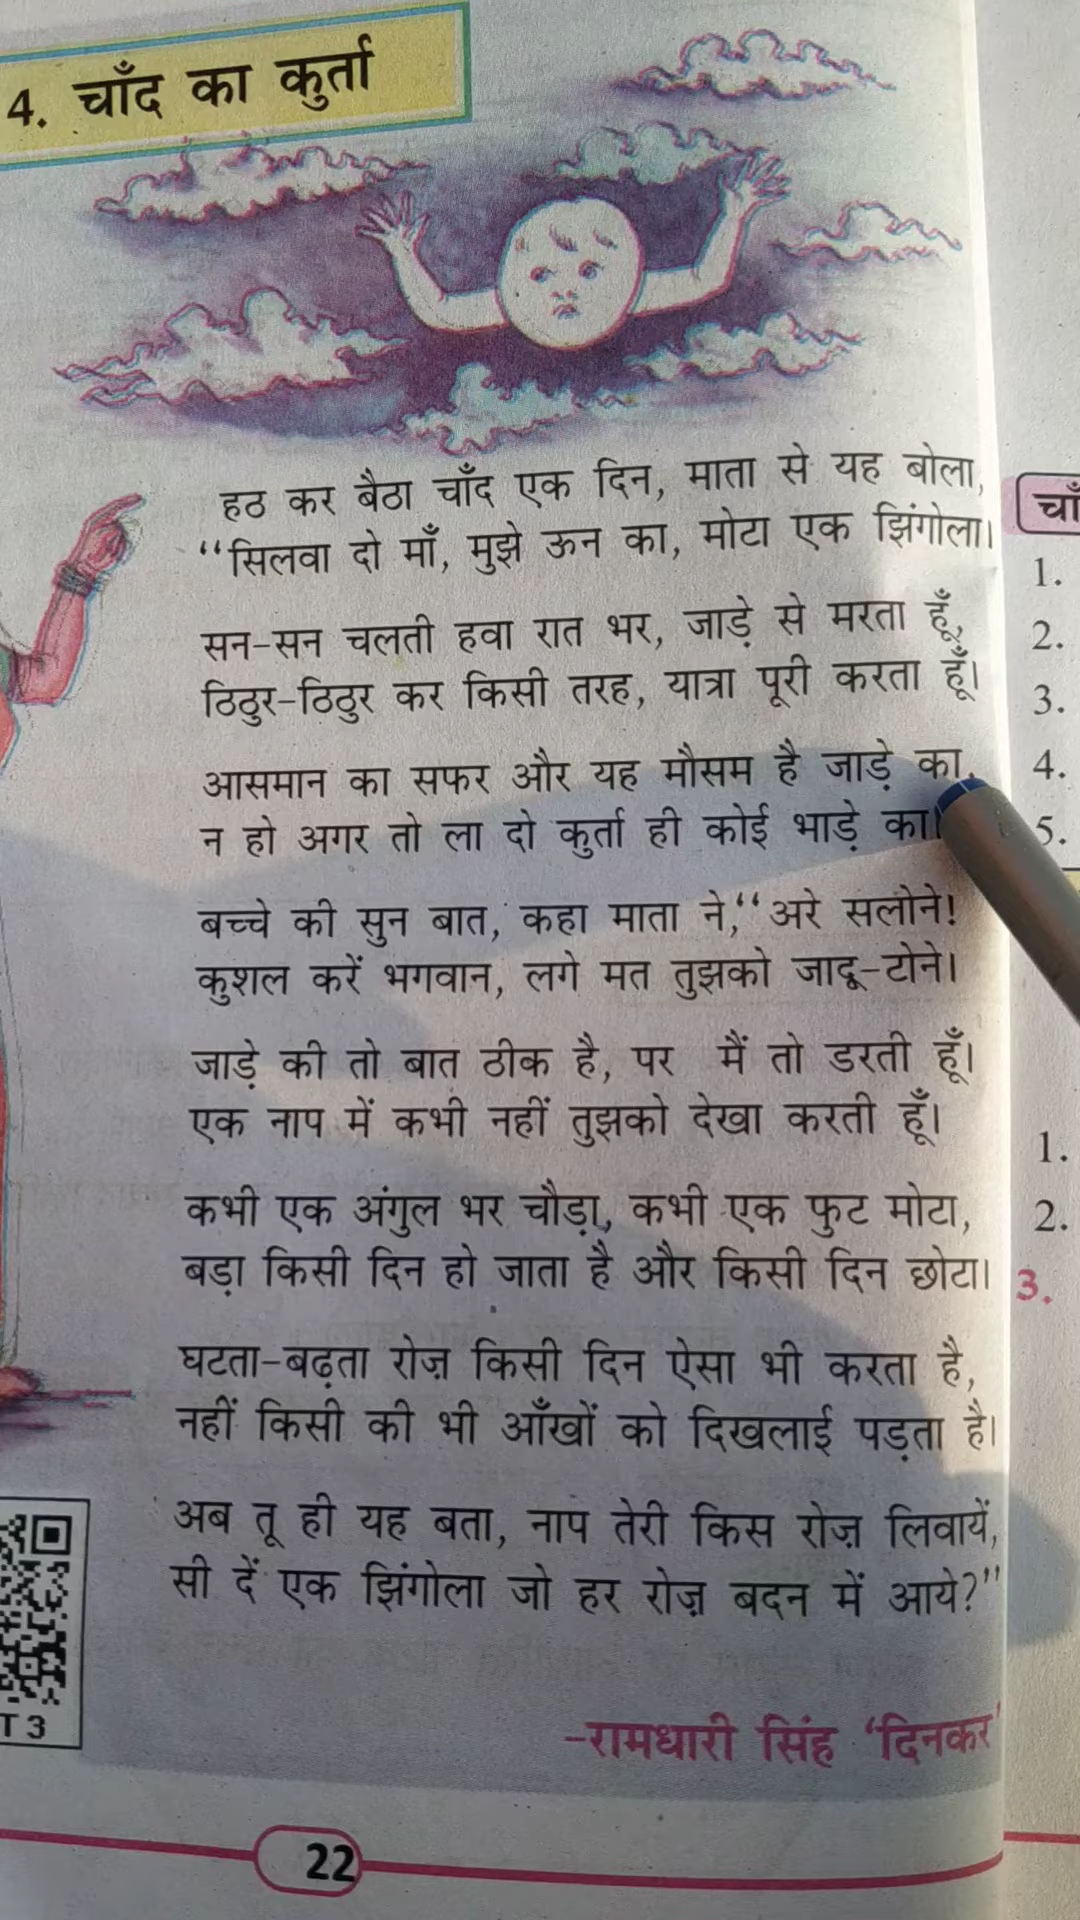 4. चाँद का कुर्ता
हठ कर बैठा चाँद एक दिन, माता से यह बोला,
“सिलवा दो माँ, मुझे ऊन का, मोटा एक झिंगोला।
सन-सन चलती हवा रात भर, जाड़े से मरता हूँ,
ठिठुर-ठिठुर कर किसी तरह, यात्रा पूरी करता हूँ।
आसमान का सफर और यह मौसम है जाड़े का,
न हो अगर तो ला दो कुर्ता ही कोई भाड़े का।
बच्चे की सुन बात, कहा माता ने,“अरे सलोने!
कुशल करें भगवान, लगे मत तुझको जादू-टोने।
जाड़े की तो बात ठीक है, पर मैं तो डरती हूँ।
एक नाप में कभी नहीं तुझको देखा करती हूँ।
कभी एक अंगुल भर चौड़ा, कभी एक फुट मोटा,
बड़ा किसी दिन हो जाता है और किसी दिन छोटा।
घटता-बढ़ता रोज़ किसी दिन ऐसा भी करता है,
नहीं किसी की भी आँखों को दिखलाई पड़ता है।
अब तू ही यह बता, नाप तेरी किस रोज़ लिवायें,
सी दें एक झिंगोला जो हर रोज़ बदन में आये?”
-रामधारी सिंह ‘दिनकर’
T 3
22
चाँ
1.
2.
3.
4.
5.
1.
2.
3.